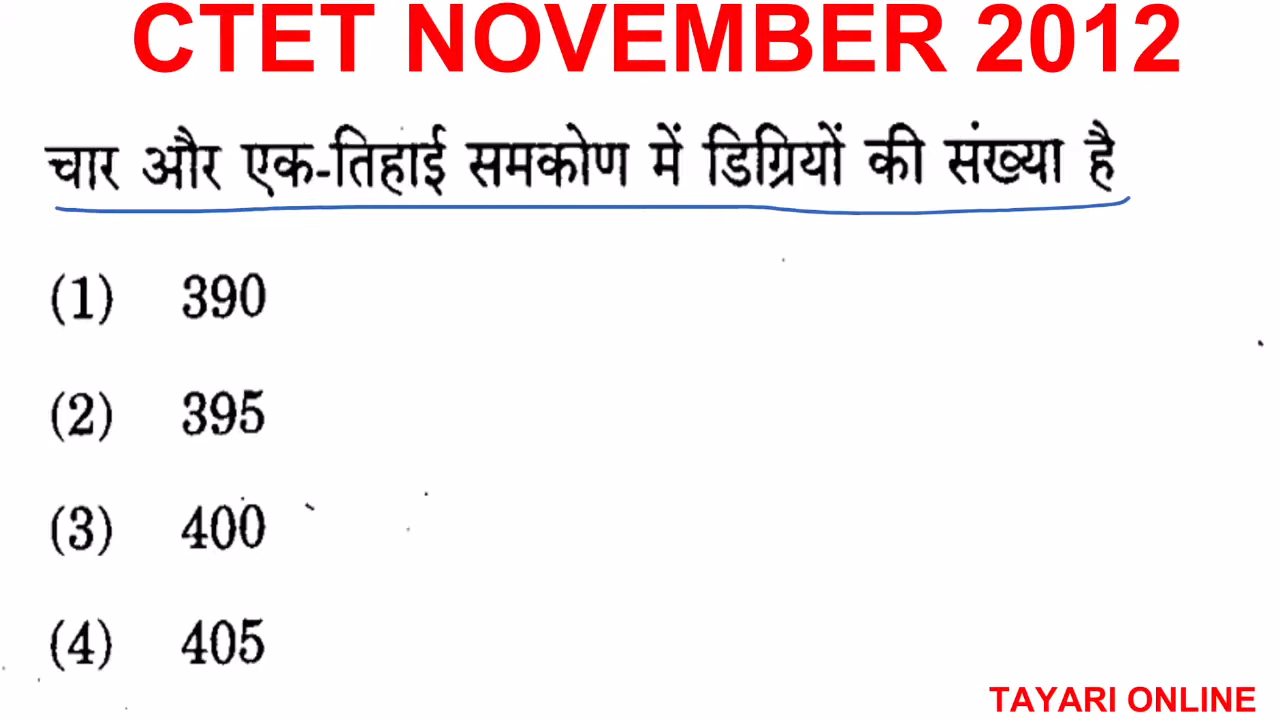 CTET NOVEMBER 2012
चार और एक-तिहाई समकोण में डिग्रियों की संख्या है
(1) 390
(2) 395
(3) 400
(4) 405
TAYARI ONLINE